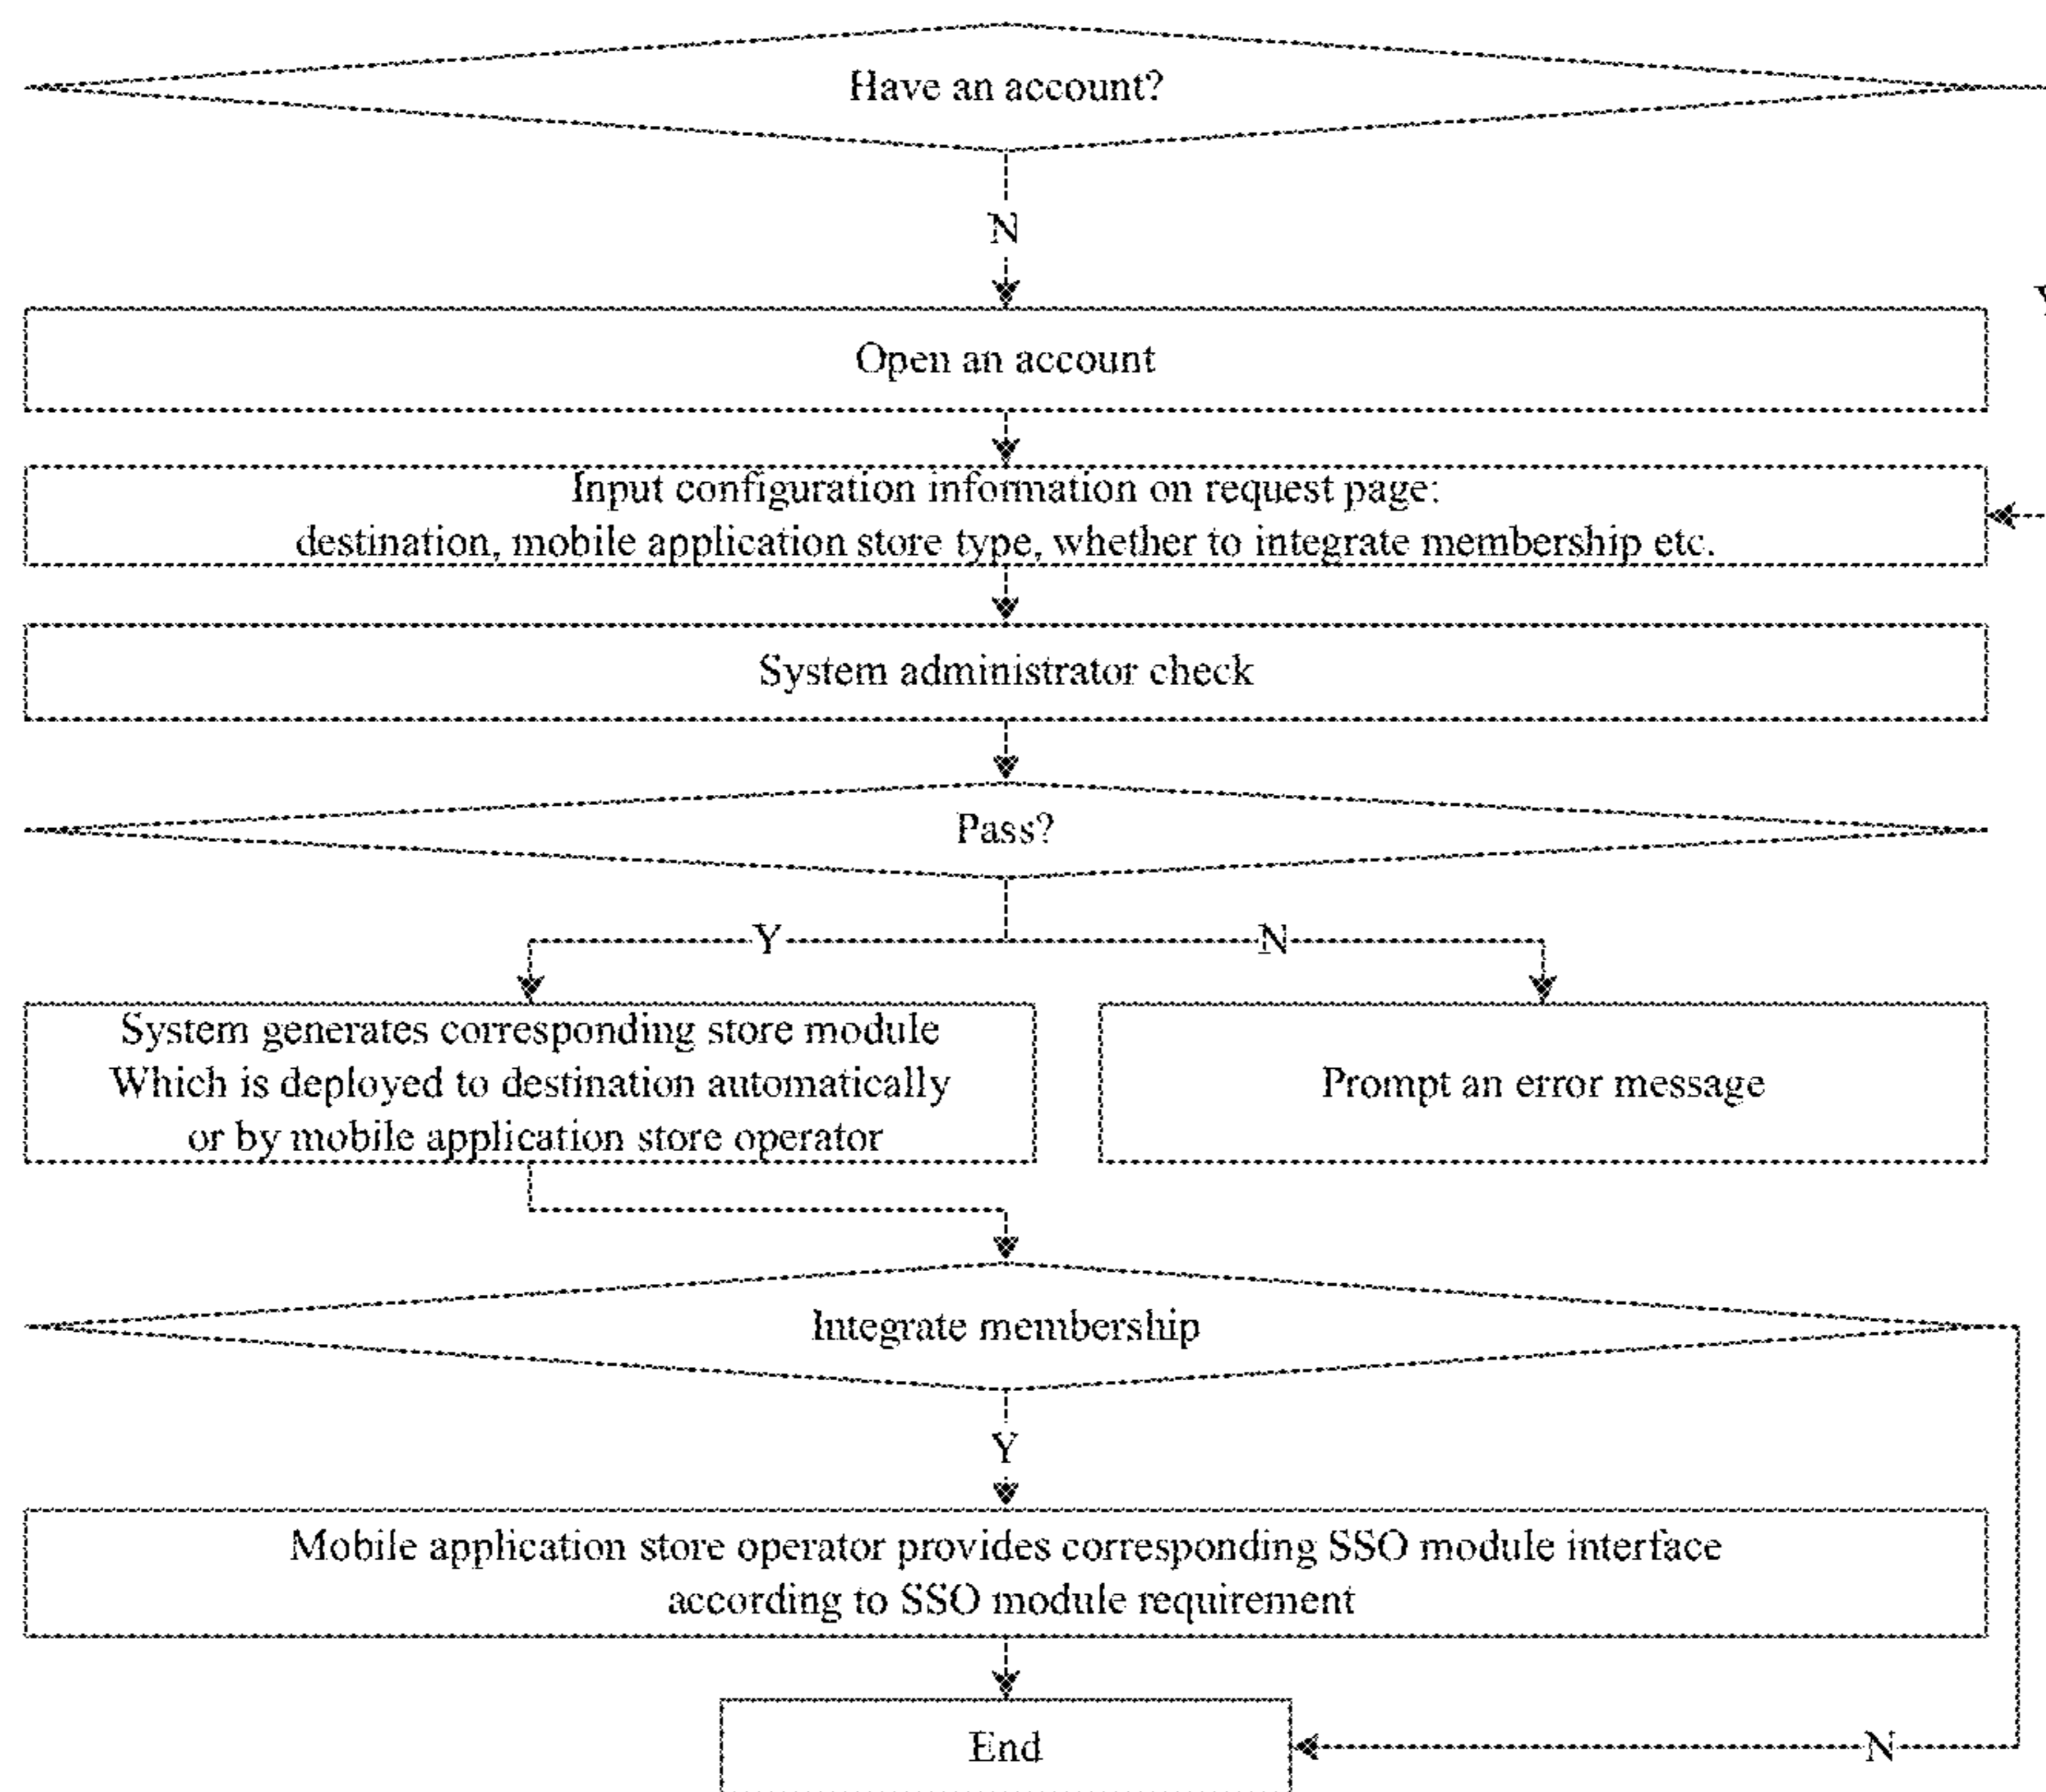 Have an account?
N
Y
Open an account
Input configuration information on request page:
destination, mobile application store type, whether to integrate membership etc.
System administrator check
Pass?
Y
N
System generates corresponding store module
Which is deployed to destination automatically
or by mobile application store operator
Prompt an error message
Integrate membership
Y
Mobile application store operator provides corresponding SSO module interface
according to SSO module requirement
End
N